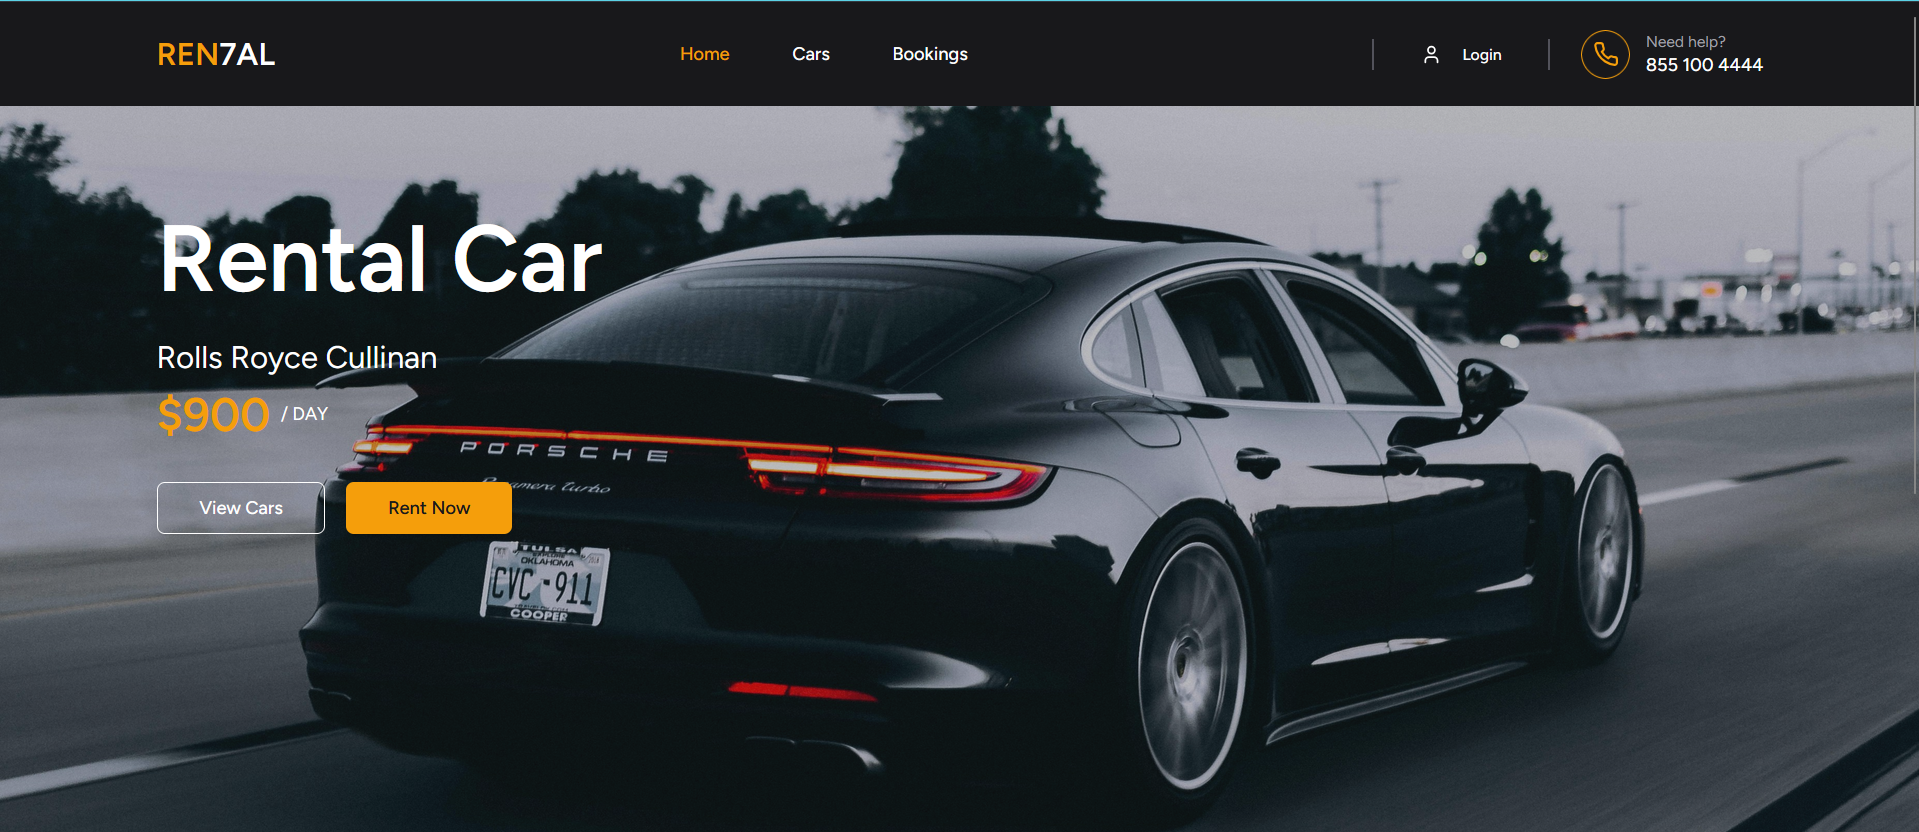 REN7AL
Home
Cars
Bookings
Login
Need help?
855 100 4444
Rental Car
Rolls Royce Cullinan
$900 / DAY
PORSCHE
turbo
View Cars
Rent Now
TULSA
OKLAHOMA
CVC-911
COOPER